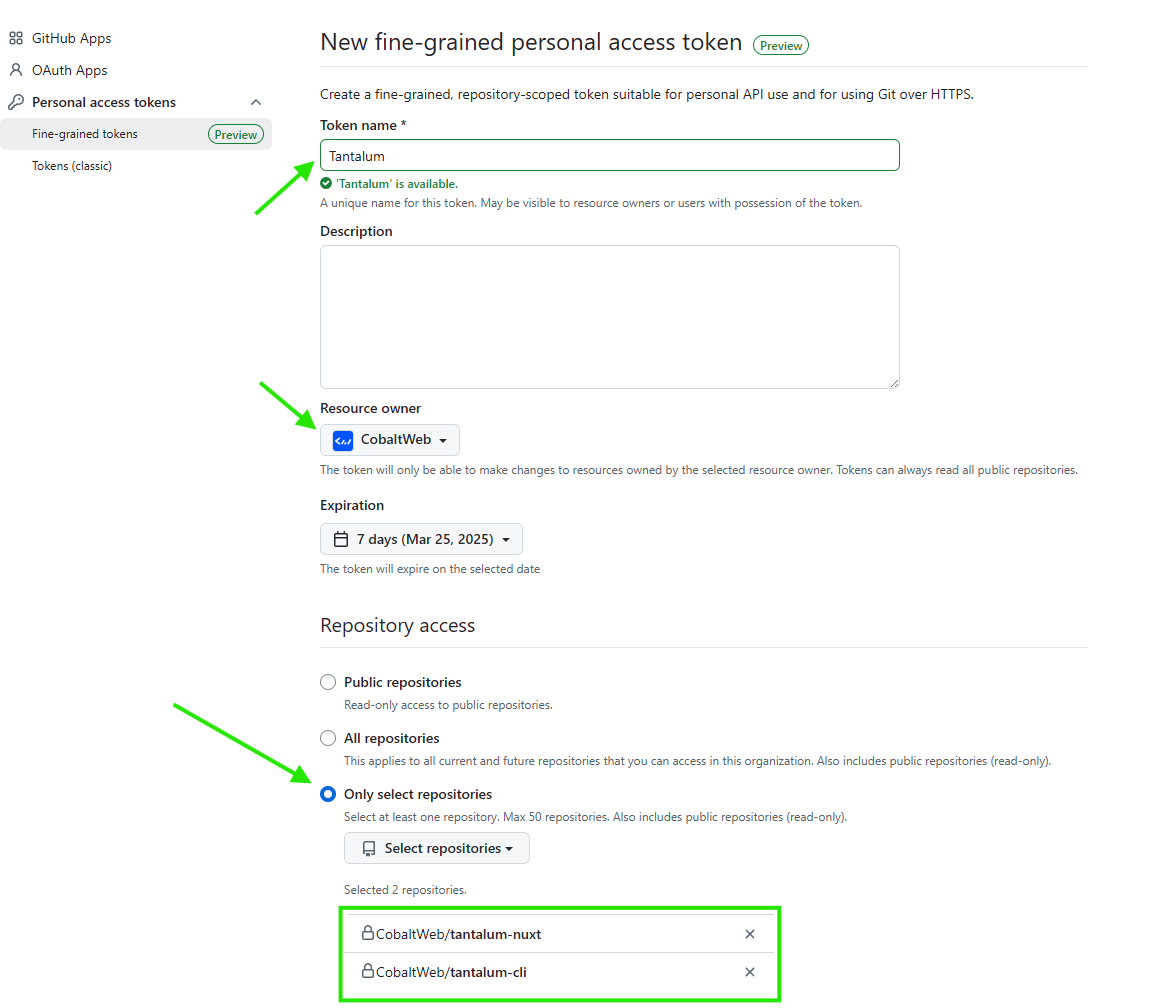 GitHub Apps
OAuth Apps
Personal access tokens
Fine-grained tokens Preview
Tokens (classic)
New fine-grained personal access token Preview
Create a fine-grained, repository-scoped token suitable for personal API use and for using Git over HTTPS.
Token name *
Tantalum
'Tantalum' is available.
A unique name for this token. May be visible to resource owners or users with possession of the token.
Description
Resource owner
CobaltWeb
The token will only be able to make changes to resources owned by the selected resource owner. Tokens can always read all public repositories.
Expiration
7 days (Mar 25, 2025)
The token will expire on the selected date
Repository access
Public repositories
Read-only access to public repositories.
All repositories
This applies to all current and future repositories that you can access in this organization. Also includes public repositories (read-only).
Only select repositories
Select at least one repository. Max 50 repositories. Also includes public repositories (read-only).
Select repositories
Selected 2 repositories.
CobaltWeb/tantalum-nuxt
CobaltWeb/tantalum-cli